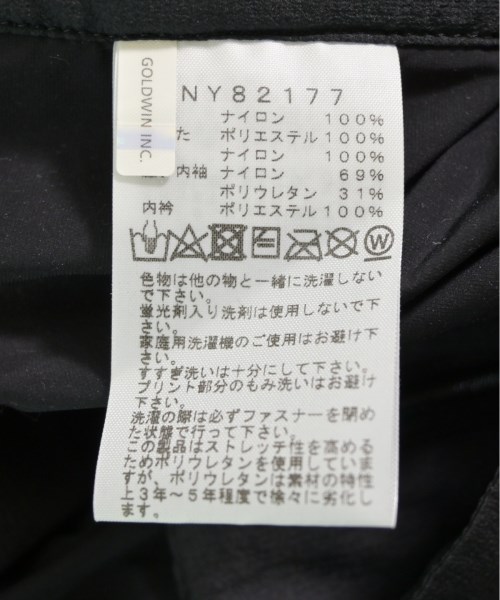 GOLDWIN INC.
NY82177
ナイロン 100%
た ポリエステル 100%
ナイロン 100%
内袖 ナイロン 69%
ポリウレタン 31%
内衿 ポリエステル 100%
W
色物は他の物と一緒に洗濯しない
で下さい。
蛍光剤入り洗剤は使用しないで下
さい。
家庭用洗濯機のご使用はお避け下
さい。
すすぎ洗いは十分にして下さい。
プリント部分のもみ洗いはお避け
下さい。
洗濯の際は必ずファスナーを閉め
た状態で行って下さい。
この製品はストレッチ性を高める
ためポリウレタンを使用していま
すが、ポリウレタンは素材の特性
上3年～5年程度で徐々に劣化し
ます。